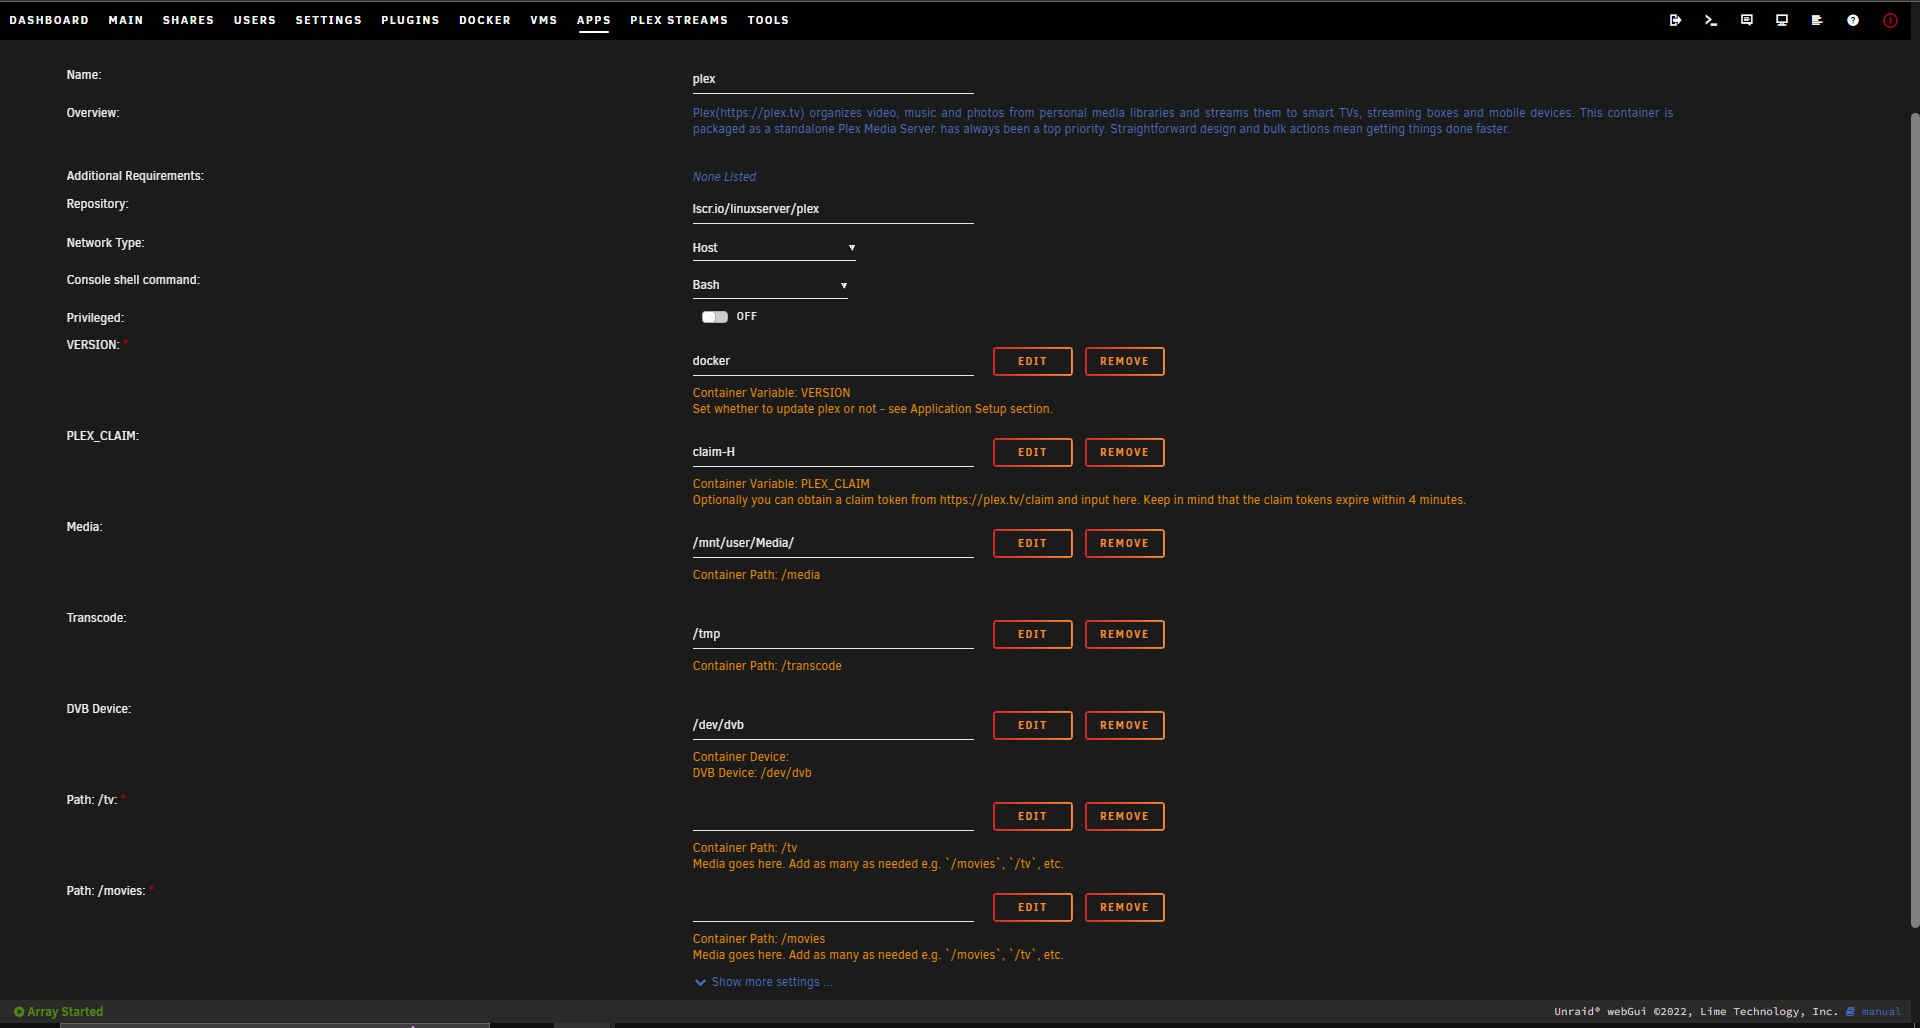 DASHBOARD MAIN SHARES USERS SETTINGS PLUGINS DOCKER VMS APPS PLEX STREAMS TOOLS
Name:
plex
Overview:
Plex(https://plex.tv) organizes video, music and photos from personal media libraries and streams them to smart TVs, streaming boxes and mobile devices. This container is
packaged as a standalone Plex Media Server. has always been a top priority. Straightforward design and bulk actions mean getting things done faster.
Additional Requirements:
None Listed
Repository:
lscr.io/linuxserver/plex
Network Type:
Host
Console shell command:
Bash
Privileged:
OFF
VERSION: *
docker EDIT REMOVE
Container Variable: VERSION
Set whether to update plex or not - see Application Setup section.
PLEX_CLAIM:
claim-H EDIT REMOVE
Container Variable: PLEX_CLAIM
Optionally you can obtain a claim token from https://plex.tv/claim and input here. Keep in mind that the claim tokens expire within 4 minutes.
Media:
/mnt/user/Media/ EDIT REMOVE
Container Path: /media
Transcode:
/tmp EDIT REMOVE
Container Path: /transcode
DVB Device:
/dev/dvb EDIT REMOVE
Container Device:
DVB Device: /dev/dvb
Path: /tv: *
EDIT REMOVE
Container Path: /tv
Media goes here. Add as many as needed e.g. `/movies`, `/tv`, etc.
Path: /movies: *
EDIT REMOVE
Container Path: /movies
Media goes here. Add as many as needed e.g. `/movies`, `/tv`, etc.
Show more settings ...
Array Started
Unraid® webGui ©2022, Lime Technology, Inc. manual